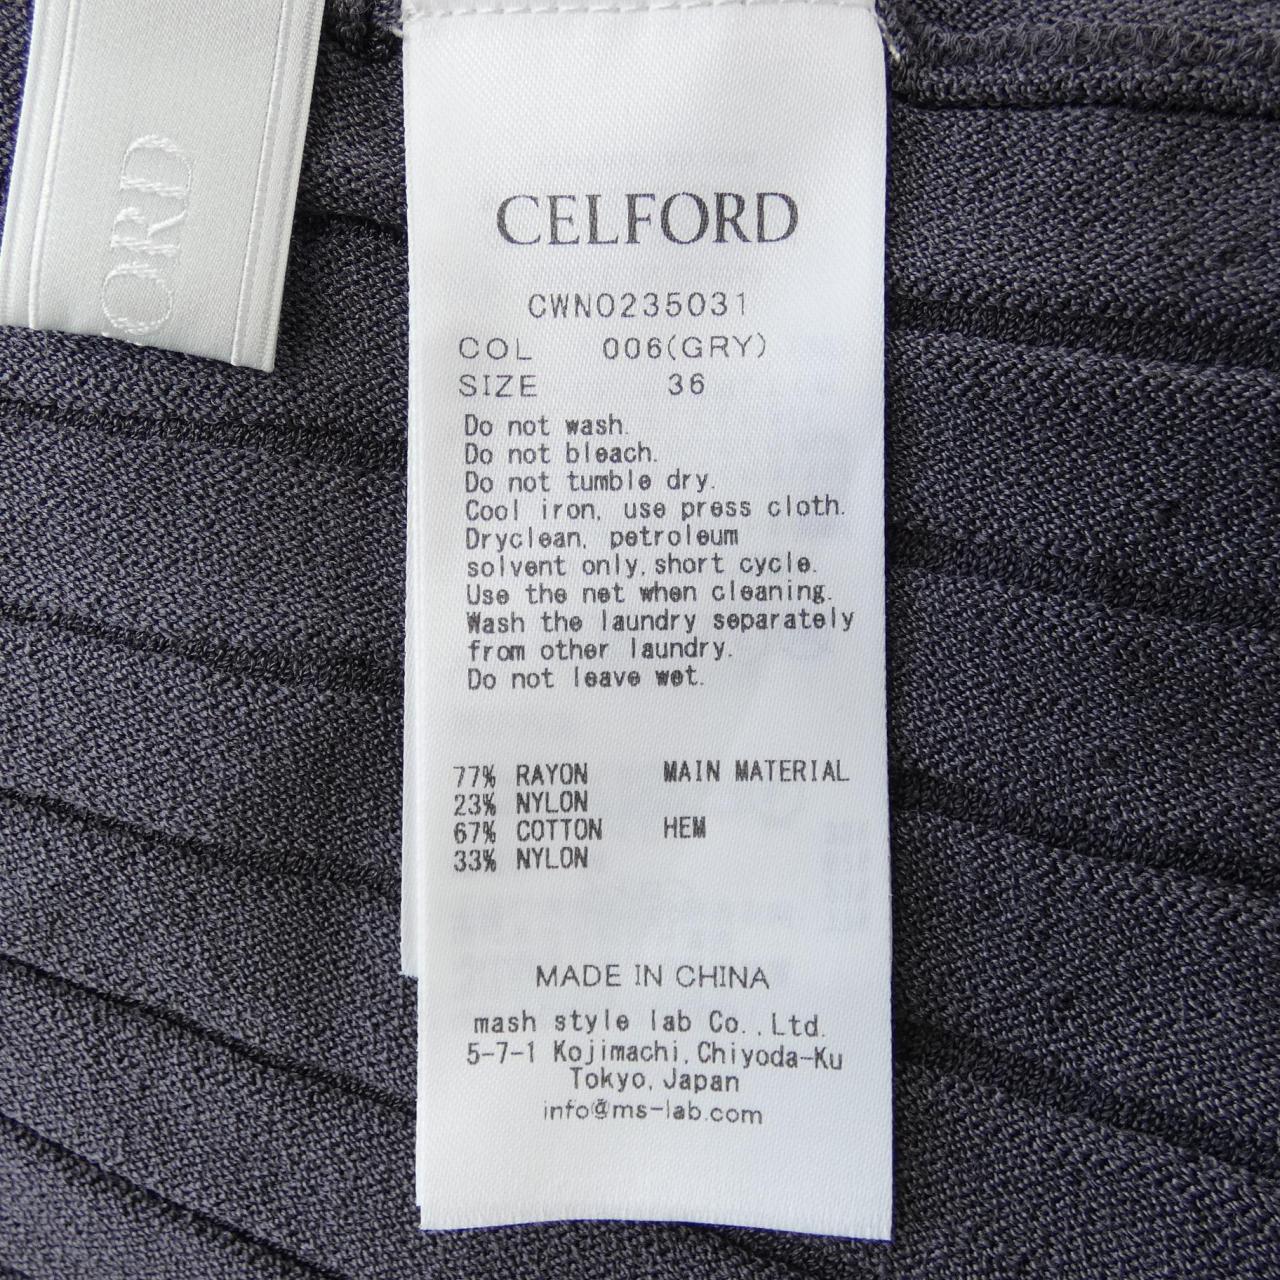 ORD
CELFORD
CWNO235031
COL 006(GRY)
SIZE 36
Do not wash.
Do not bleach.
Do not tumble dry.
Cool iron, use press cloth.
Dryclean, petroleum
solvent only,short cycle.
Use the net when cleaning.
Wash the laundry separately
from other laundry.
Do not leave wet.
77% RAYON MAIN MATERIAL
23% NYLON
67% COTTON HEM
33% NYLON
MADE IN CHINA
mash style lab Co.,Ltd.
5-7-1 Kojimachi,Chiyoda-Ku
Tokyo,Japan
info@ms-lab.com